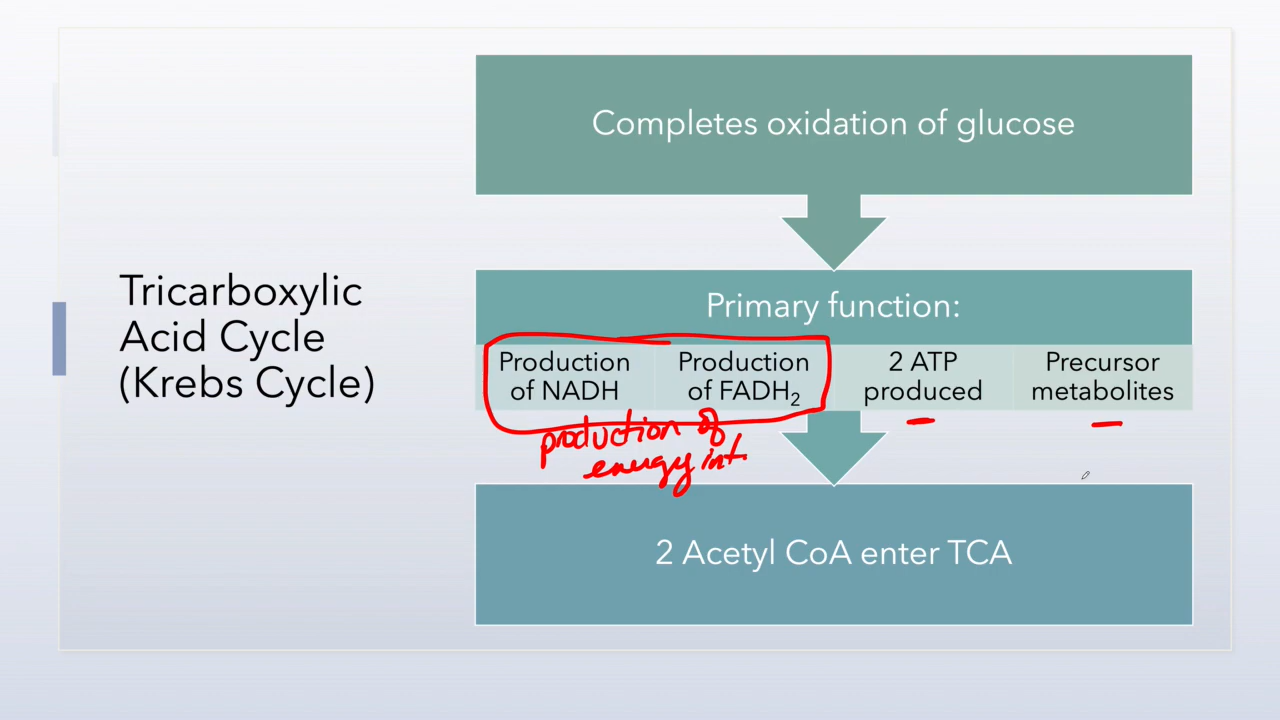 Completes oxidation of glucose
Tricarboxylic
Acid Cycle
(Krebs Cycle)
Primary function:
Production
of NADH
Production
of FADH₂
2 ATP
produced
Precursor
metabolites
production of
energy int.
2 Acetyl CoA enter TCA